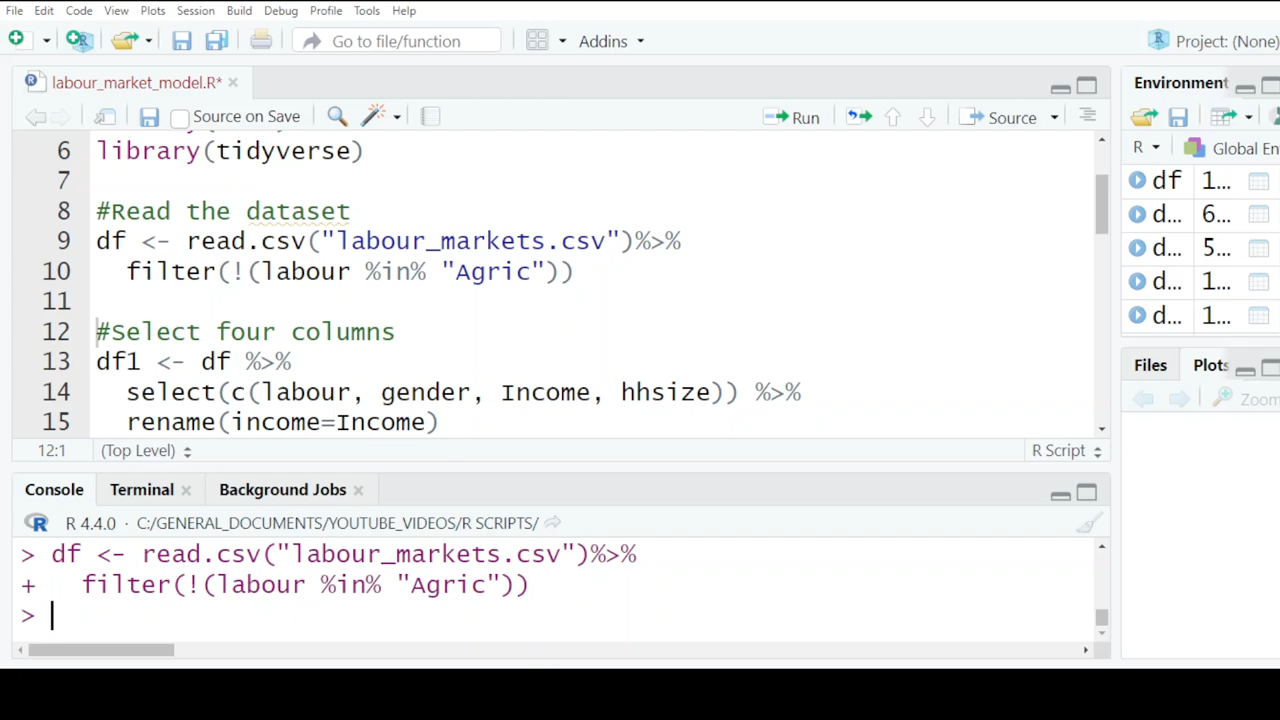 File Edit Code View Plots Session Build Debug Profile Tools Help
Go to file/function Addins Project: (None)
labour_market_model.R*
Source on Save Run Source
6 library(tidyverse)
7
8 #Read the dataset
9 df <- read.csv("labour_markets.csv")%>%
10 filter(!(labour %in% "Agric"))
11
12 #Select four columns
13 df1 <- df %>%
14 select(c(labour, gender, Income, hhsize)) %>%
15 rename(income=Income)
12:1 (Top Level) R Script
Console Terminal Background Jobs
R 4.4.0 · C:/GENERAL_DOCUMENTS/YOUTUBE_VIDEOS/R SCRIPTS/
> df <- read.csv("labour_markets.csv")%>%
+ filter(!(labour %in% "Agric"))
>
Environment
R Global En
df 1...
d... 6...
d... 5...
d... 1...
d... 1...
Files Plots
Zoom